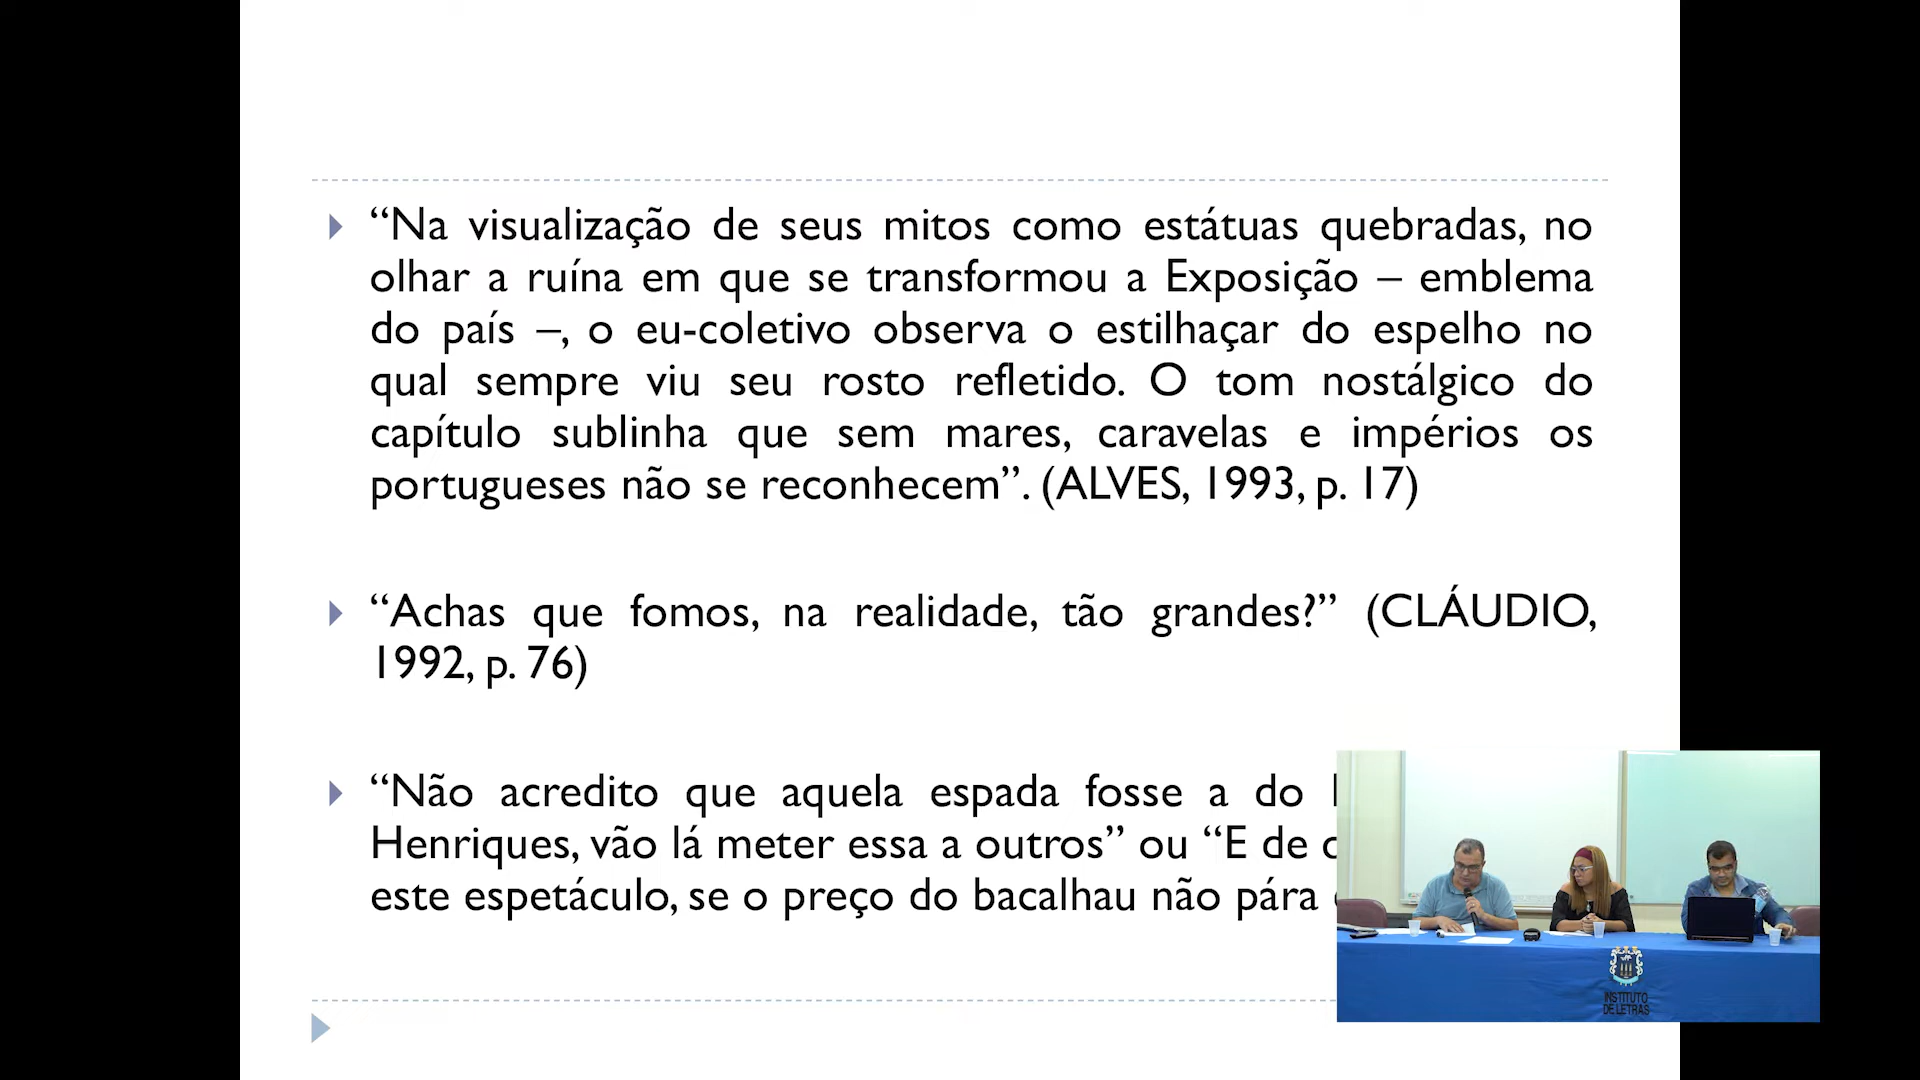 “Na visualização de seus mitos como estátuas quebradas, no
olhar a ruína em que se transformou a Exposição – emblema
do país –, o eu-coletivo observa o estilhaçar do espelho no
qual sempre viu seu rosto refletido. O tom nostálgico do
capítulo sublinha que sem mares, caravelas e impérios os
portugueses não se reconhecem”. (ALVES, 1993, p. 17)
“Achas que fomos, na realidade, tão grandes?” (CLÁUDIO,
1992, p. 76)
“Não acredito que aquela espada fosse a do
Henriques, vão lá meter essa a outros” ou “E de
este espetáculo, se o preço do bacalhau não pára
INSTITUTO
DE LETRAS